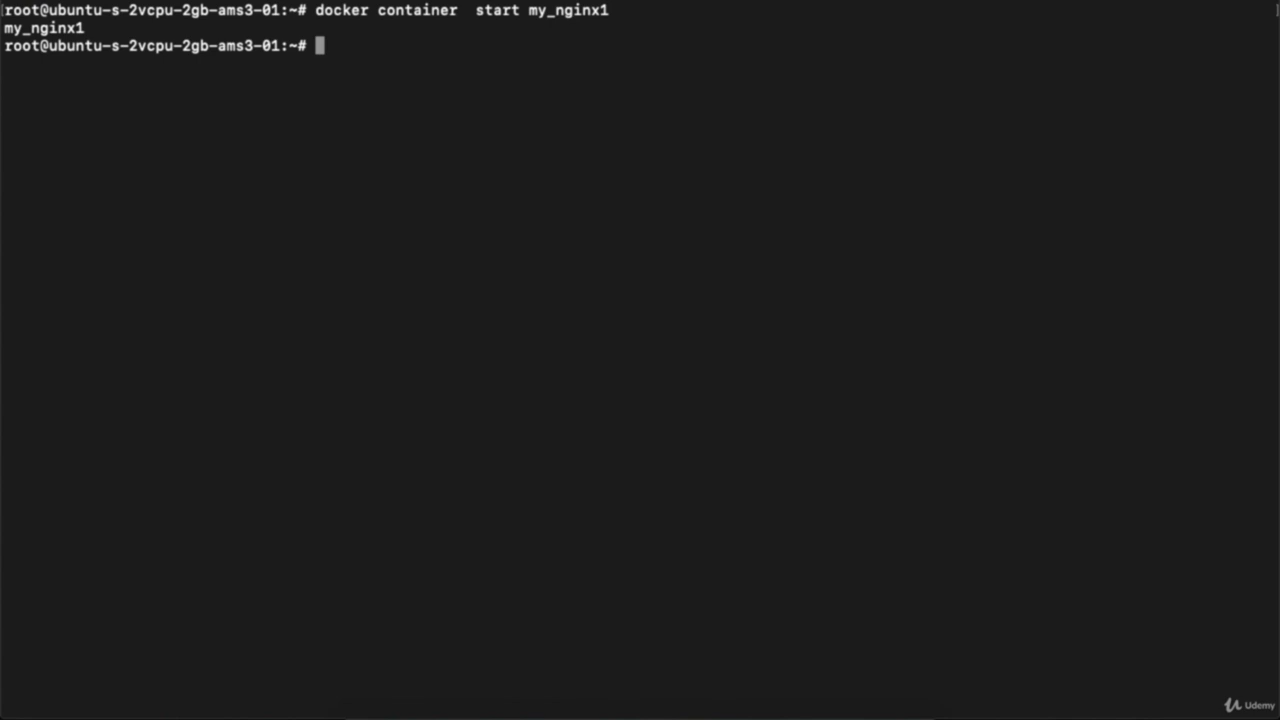 root@ubuntu-s-2vcpu-2gb-ams3-01:~# docker container  start my_nginx1
my_nginx1
root@ubuntu-s-2vcpu-2gb-ams3-01:~#
Udemy